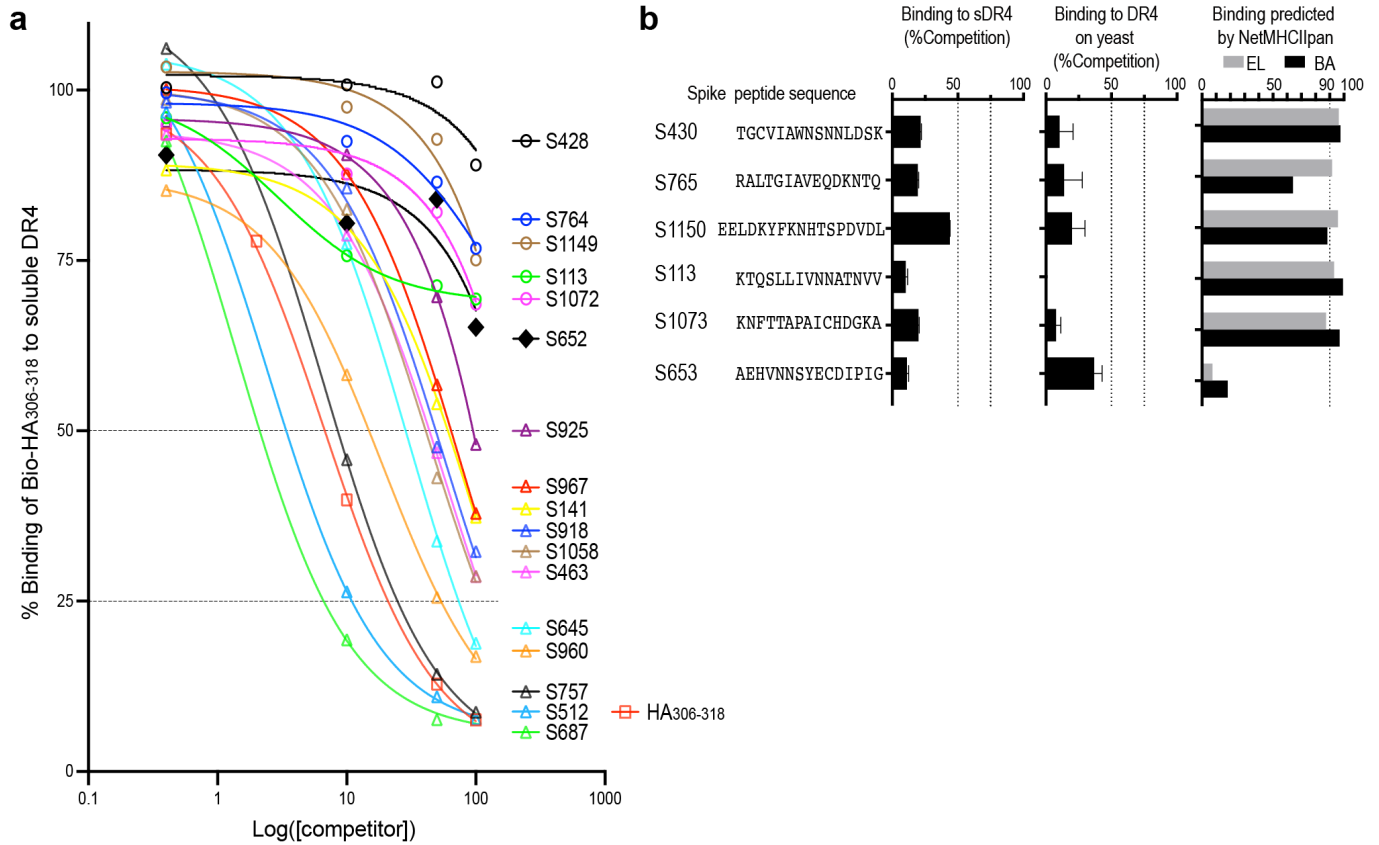 a
% Binding of Bio-HA306-318 to soluble DR4
100
75
50
25
0
0.1
1
10
100
1000
Log([competitor])
S428
S764
S1149
S113
S1072
S652
S925
S967
S141
S918
S1058
S463
S645
S960
S757
S512
S687
HA306-318
b
Binding to sDR4
(%Competition)
Binding to DR4
on yeast
(%Competition)
Binding predicted
by NetMHCIIpan
EL BA
Spike peptide sequence
0 50 100
0 50 100
0 50 90 100
S430 TGCVIAWNSNNLDSK
S765 RALTGIAVEQDKNTQ
S1150 EELDKYFKNHTSPDVDL
S113 KTQSLLIVNNATNVV
S1073 KNFTTAPAICHDGKA
S653 AEHVNNSYECDIPIG